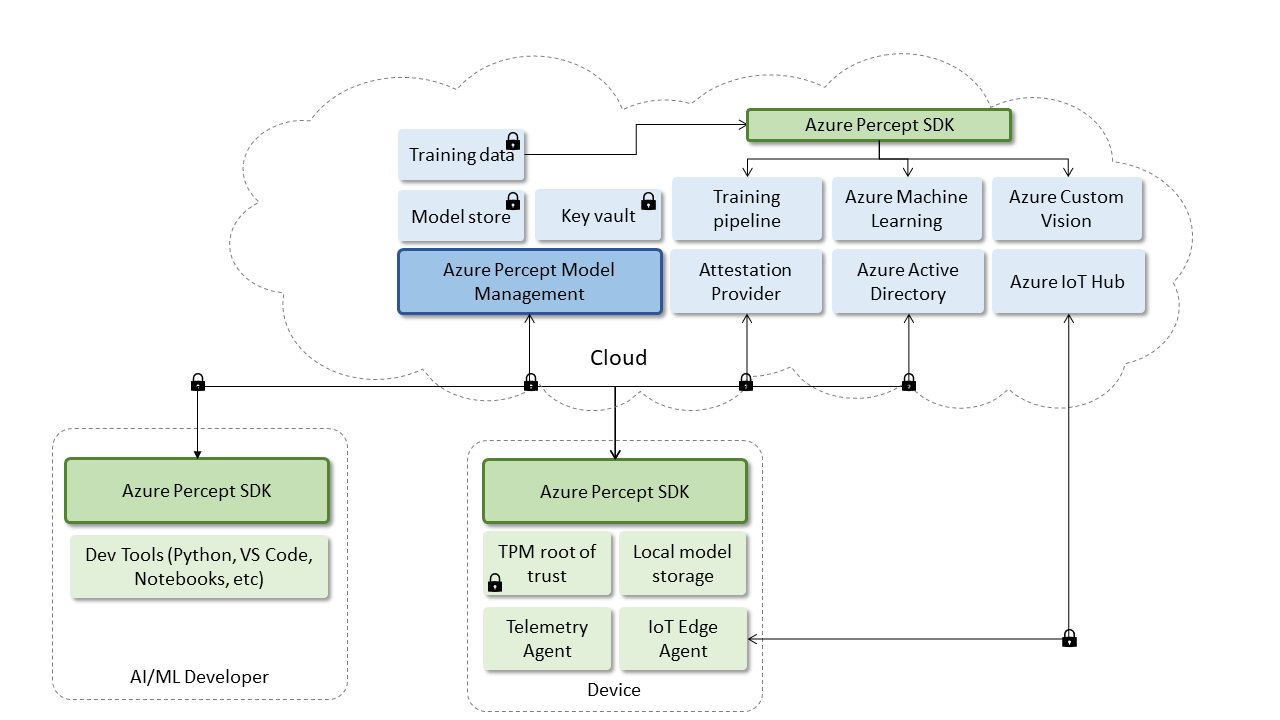 Azure Percept SDK
Training data
Model store
Key vault
Training
pipeline
Azure Machine
Learning
Azure Custom
Vision
Azure Percept Model
Management
Attestation
Provider
Azure Active
Directory
Azure IoT Hub
Cloud
Azure Percept SDK
Dev Tools (Python, VS Code,
Notebooks, etc)
AI/ML Developer
Azure Percept SDK
TPM root of
trust
Local model
storage
Telemetry
Agent
IoT Edge
Agent
Device